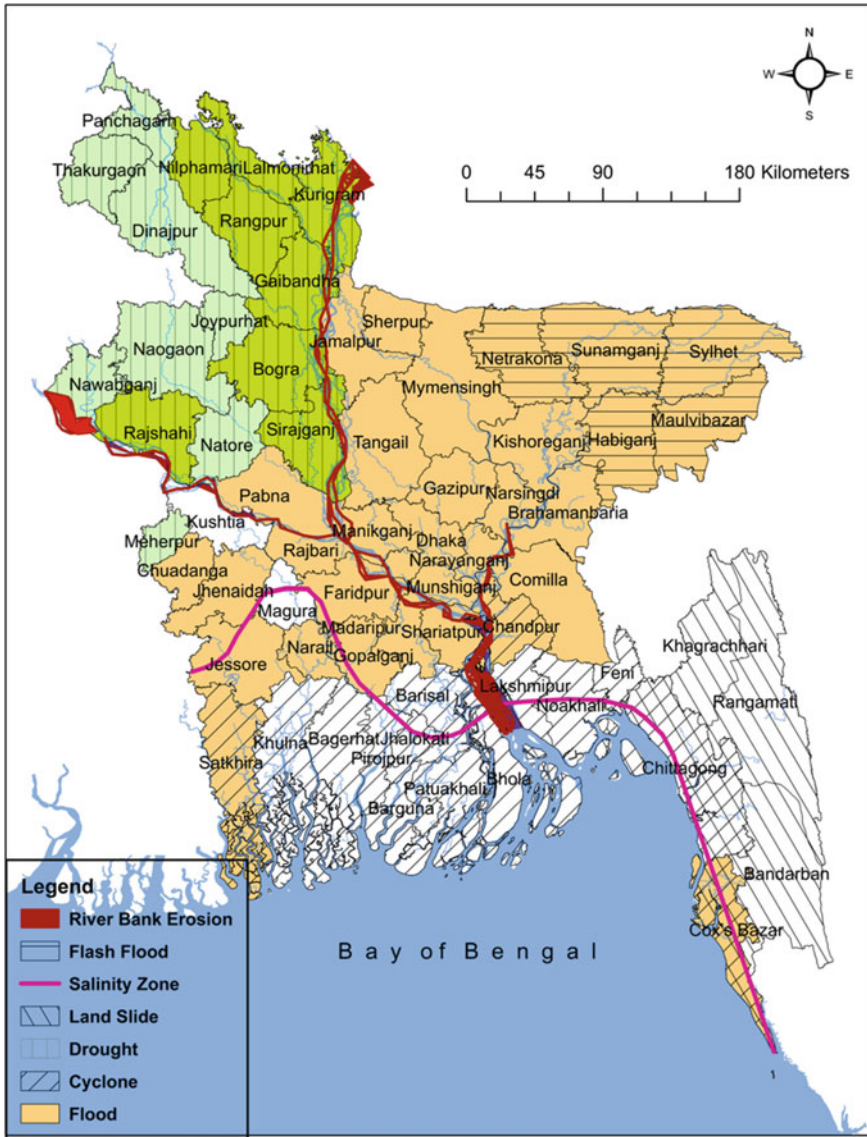 N
W E
S
0 45 90 180 Kilometers
Panchagarh
Thakurgaon
Nilphamari
Lalmonirhat
Kurigram
Rangpur
Dinajpur
Gaibandha
Joypurhat
Naogaon
Nawabganj
Bogra
Jamalpur
Sherpur
Netrakona
Sunamganj
Sylhet
Mymensingh
Rajshahi
Natore
Sirajganj
Tangail
Kishoreganj
Habiganj
Maulvibazar
Pabna
Gazipur
Narsingdi
Brahamanbaria
Kushtia
Meherpur
Manikganj
Dhaka
Rajbari
Narayanganj
Chuadanga
Jhenaidah
Faridpur
Munshiganj
Comilla
Magura
Madaripur
Shariatpur
Chandpur
Narail
Gopalganj
Jessore
Khagrachhari
Feni
Rangamati
Lakshmipur
Barisal
Noakhali
Khulna
Bagerhat
Jhalokati
Satkhira
Pirojpur
Bhola
Chittagong
Patuakhali
Barguna
Bandarban
Cox's Bazar
Bay of Bengal
1
Legend
River Bank Erosion
Flash Flood
Salinity Zone
Land Slide
Drought
Cyclone
Flood